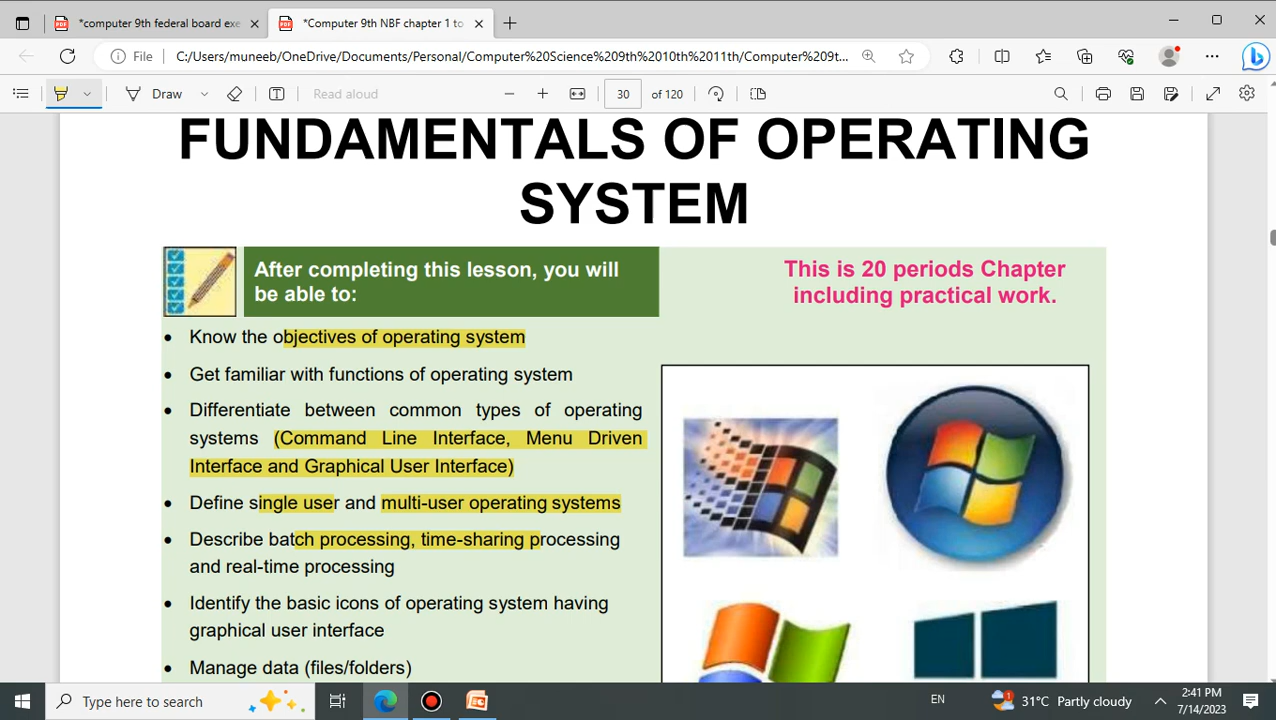 *computer 9th federal board exe
*Computer 9th NBF chapter 1 to
File
C:/Users/muneeb/OneDrive/Documents/Personal/Computer%20Science%209th%2010th%2011th/Computer%209t...
Draw
Read aloud
30
of 120
FUNDAMENTALS OF OPERATING
SYSTEM
After completing this lesson, you will
be able to:
This is 20 periods Chapter
including practical work.
• Know the objectives of operating system
• Get familiar with functions of operating system
• Differentiate between common types of operating
systems (Command Line Interface, Menu Driven
Interface and Graphical User Interface)
• Define single user and multi-user operating systems
• Describe batch processing, time-sharing processing
and real-time processing
• Identify the basic icons of operating system having
graphical user interface
• Manage data (files/folders)
Type here to search
EN
1
31°C Partly cloudy
2:41 PM
7/14/2023